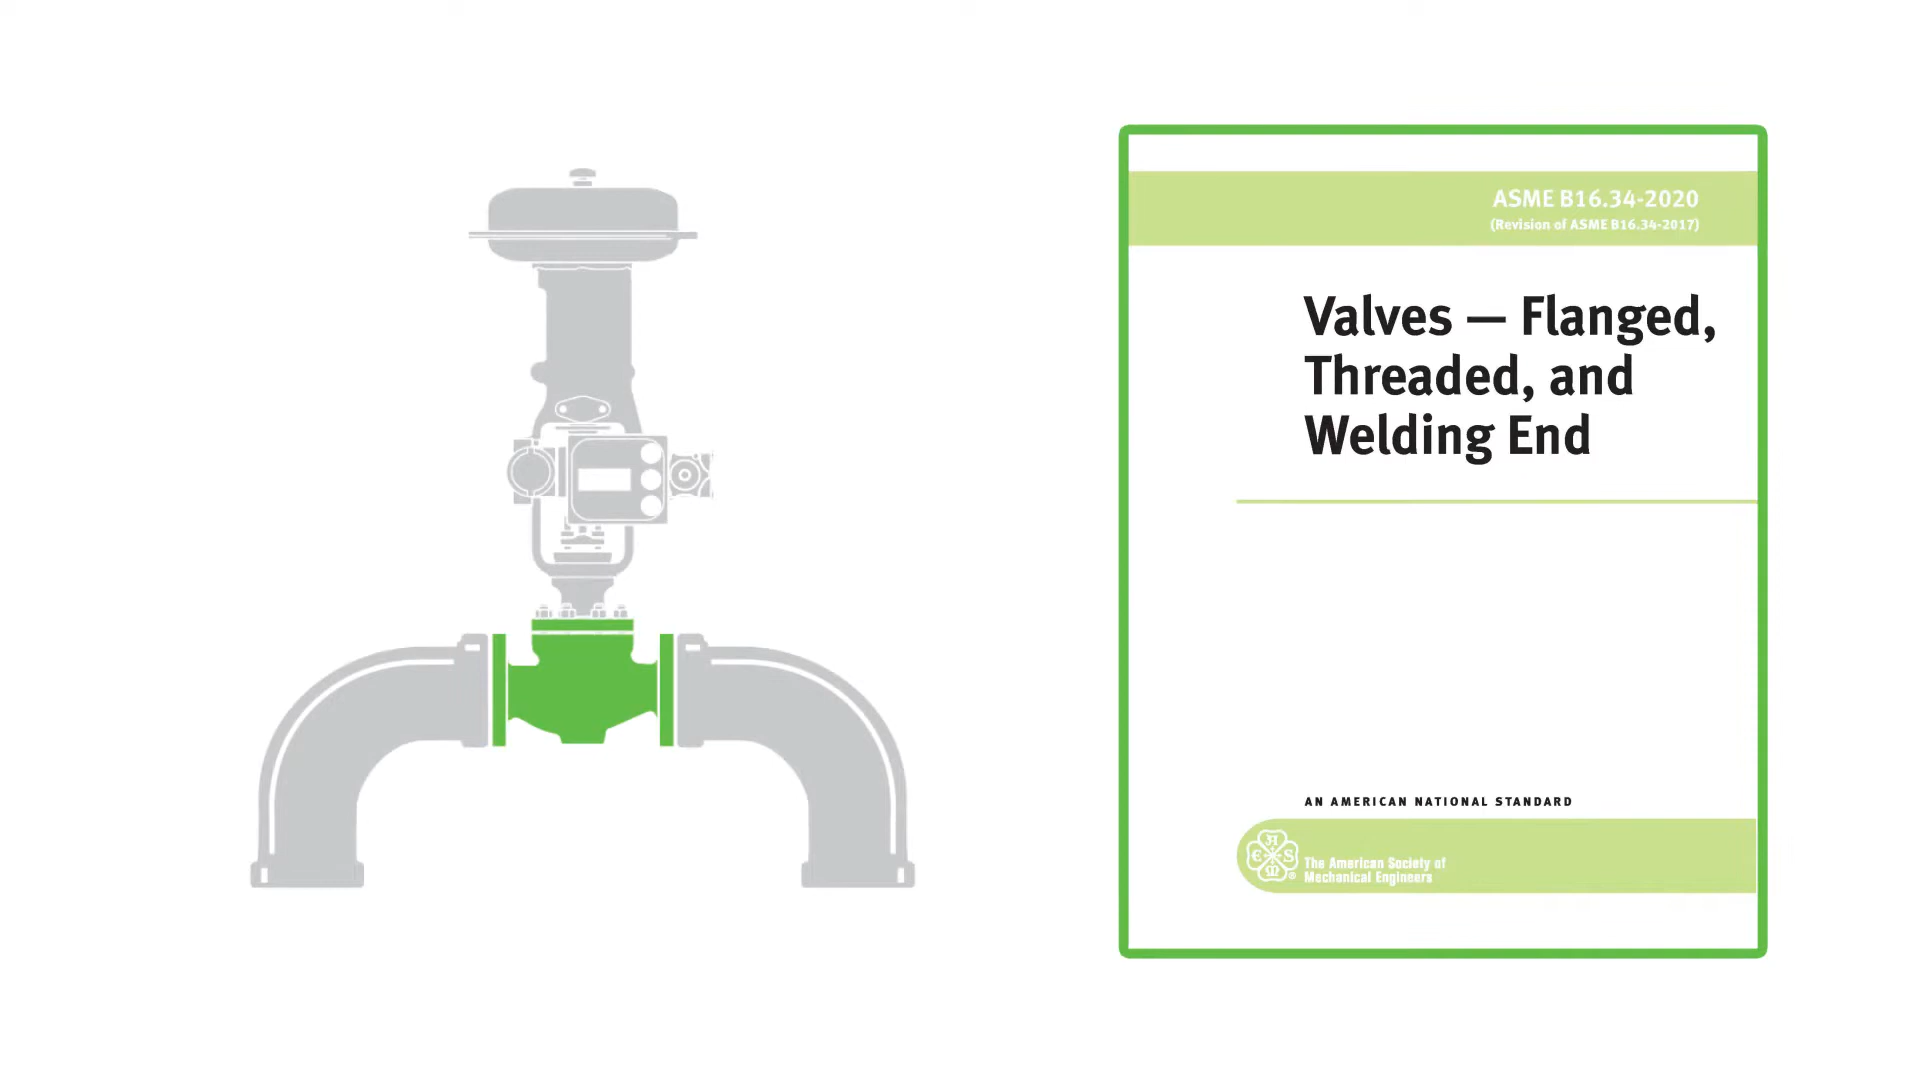 ASME B16.34-2020
(Revision of ASME B16.34-2017)
Valves — Flanged,
Threaded, and
Welding End
AN AMERICAN NATIONAL STANDARD
A
E S
M ®
The American Society of
Mechanical Engineers